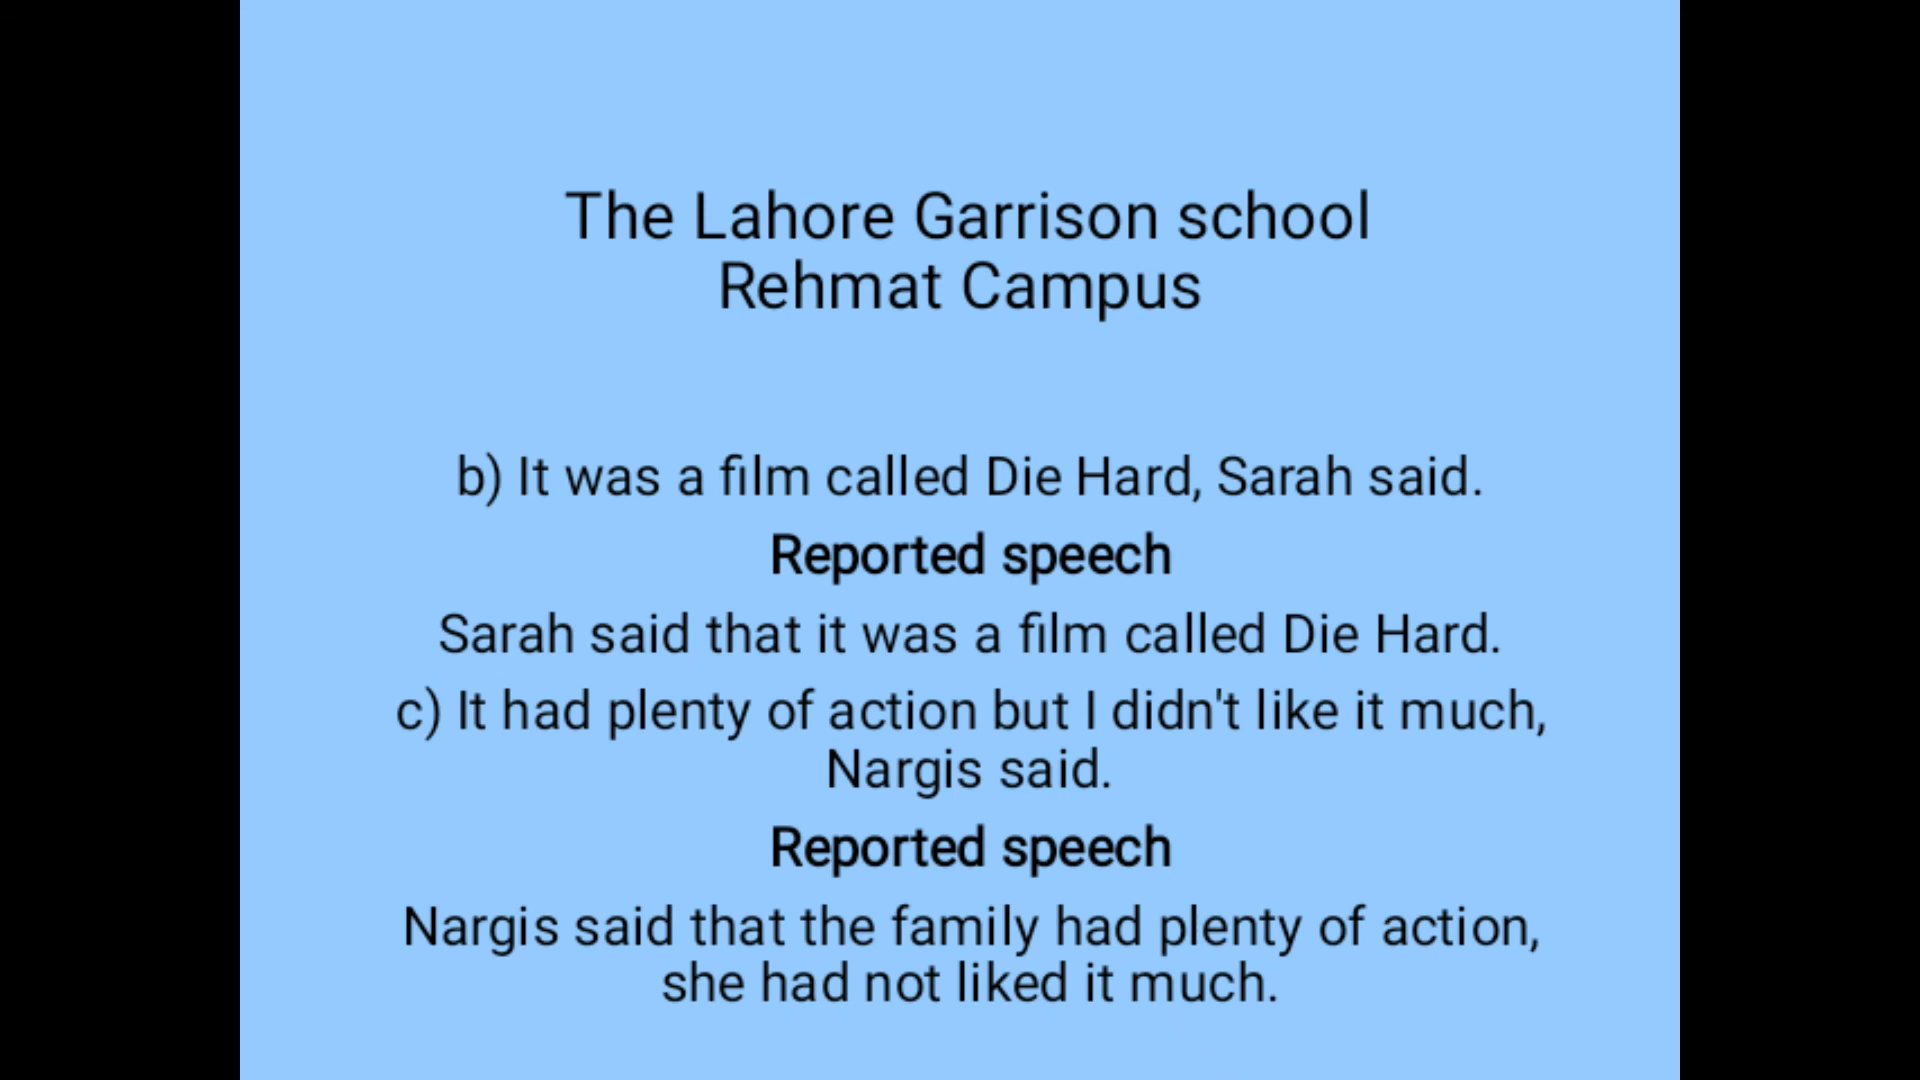 The Lahore Garrison school
Rehmat Campus
b) It was a film called Die Hard, Sarah said.
Reported speech
Sarah said that it was a film called Die Hard.
c) It had plenty of action but I didn't like it much,
Nargis said.
Reported speech
Nargis said that the family had plenty of action,
she had not liked it much.